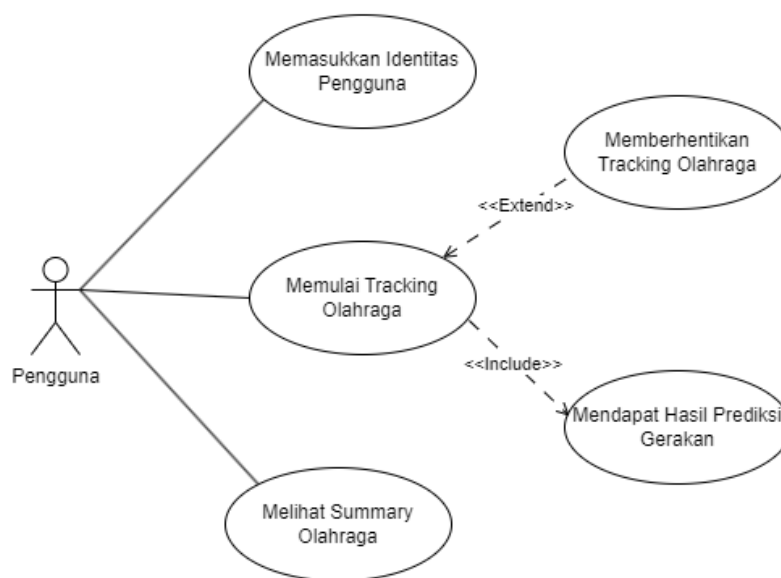 Memasukkan Identitas
Pengguna
Memberhentikan
Tracking Olahraga
<<Extend>>
Memulai Tracking
Olahraga
<<Include>>
Pengguna
Mendapat Hasil Prediksi
Gerakan
Melihat Summary
Olahraga